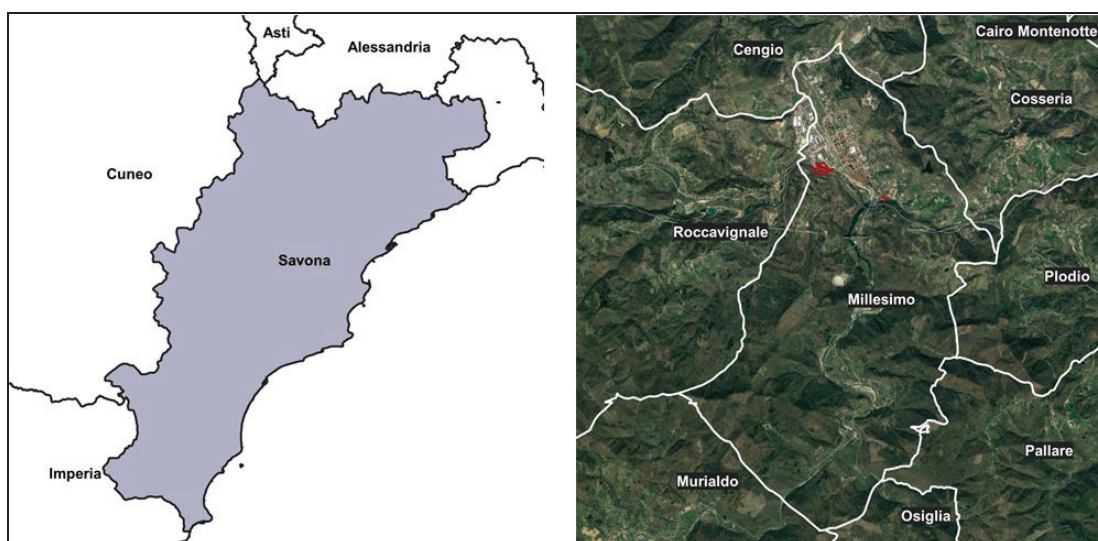 Asti
Alessandria
Cuneo
Savona
Imperia
Cengio
Cairo Montenotte
Cosseria
Roccavignale
Plodio
Millesimo
Pallare
Murialdo
Osiglia